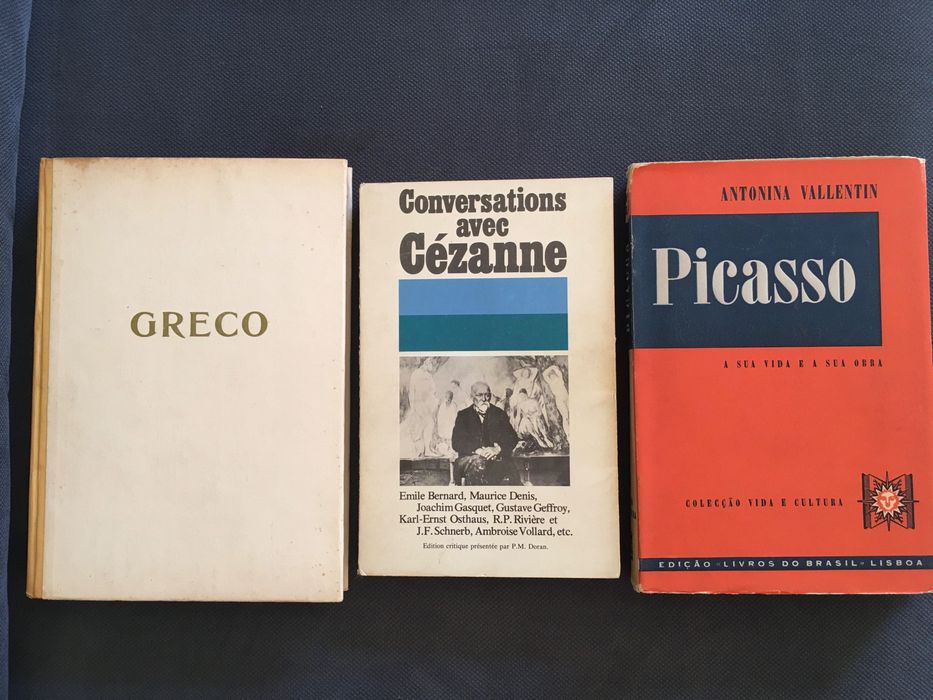 GRECO
Conversations
avec
Cézanne
Emile Bernard, Maurice Denis,
Joachim Gasquet, Gustave Geffroy,
Karl-Ernst Osthaus, R.P. Rivière et
J.F. Schnerb, Ambroise Vollard, etc.
Edition critique présentée par P.M. Doran.
ANTONINA VALLENTIN
Picasso
A SUA VIDA E A SUA OBRA
COLECÇÃO VIDA E CULTURA
EDIÇÃO «LIVROS DO BRASIL» LISBOA